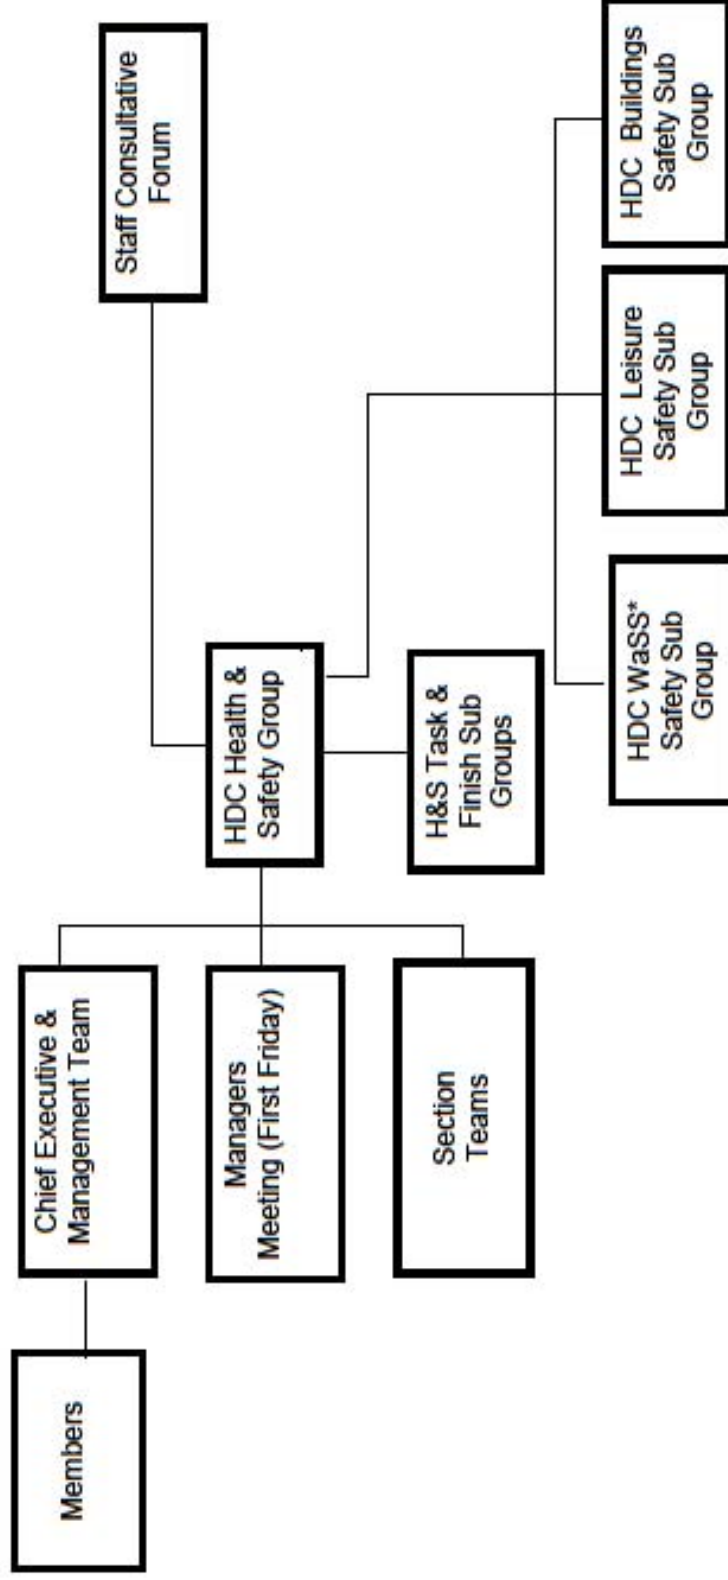 Members
Chief Executive &
Management Team
Managers
Meeting (First Friday)
Section
Teams
HDC Health &
Safety Group
H&S Task &
Finish Sub
Groups
Staff Consultative
Forum
HDC WaSS*
Safety Sub
Group
HDC Leisure
Safety Sub
Group
HDC Buildings
Safety Sub
Group